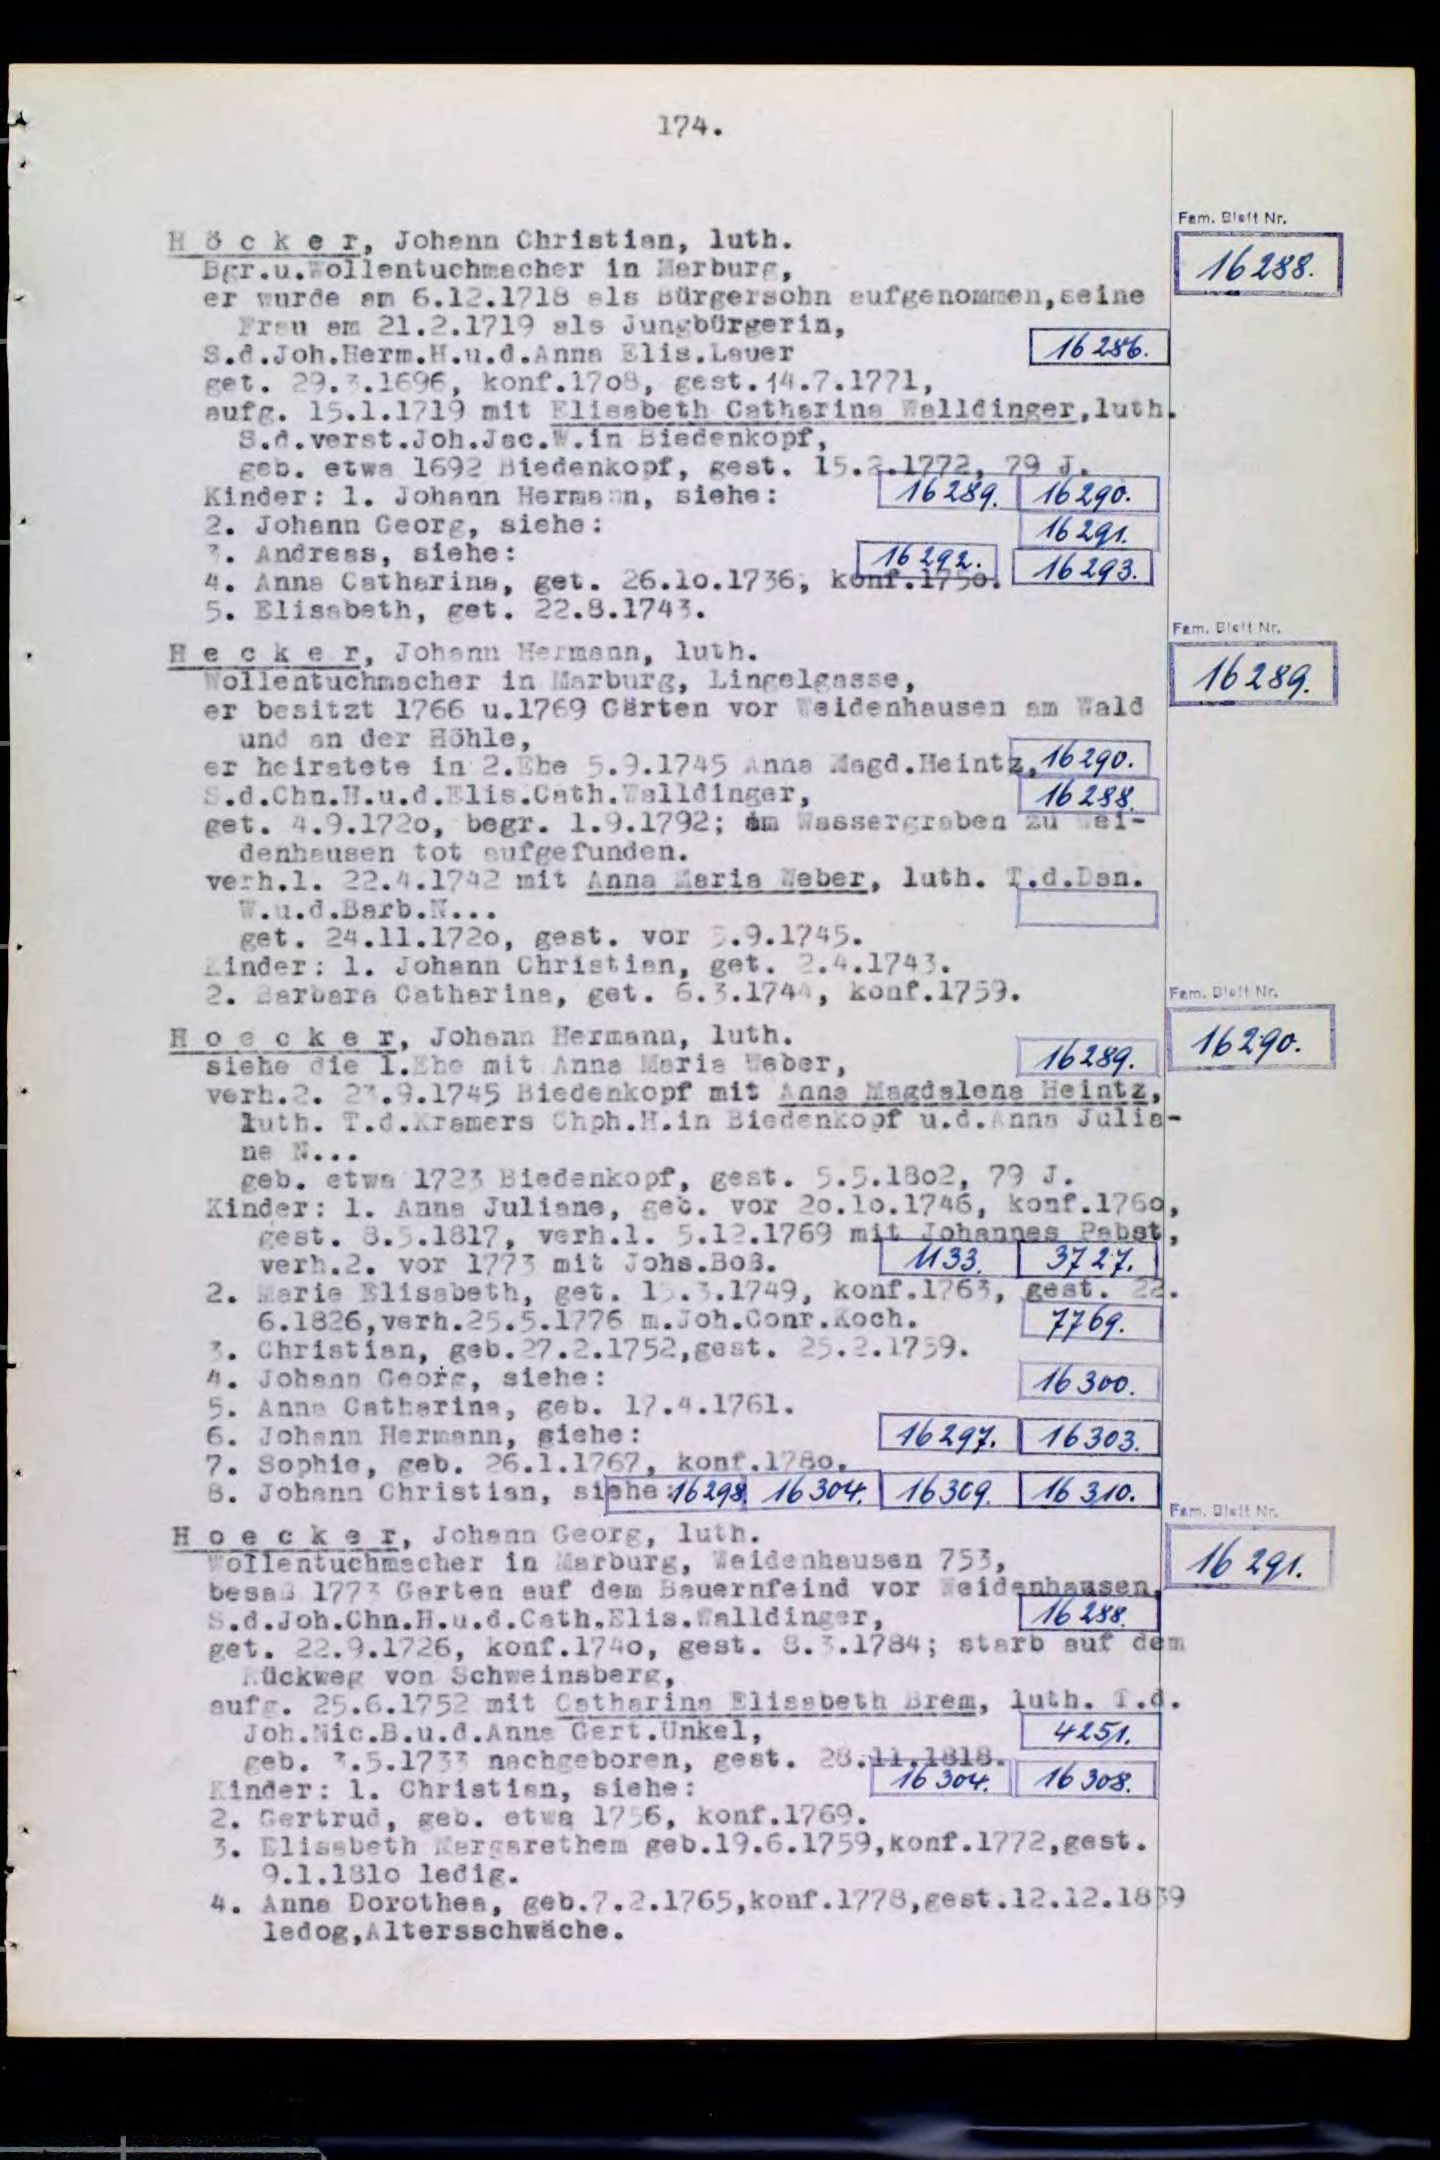 174.
Fam. Blatt Nr.
16288.
Höcker, Johann Christian, luth.
Bgr.u.Wollentuchmacher in Marburg,
er wurde am 6.12.1718 als Bürgersohn aufgenommen,seine
Frau am 21.2.1719 als Jungbürgerin,
S.d.Joh.Herm.H.u.d.Anna Elis.Lauer 16286.
get. 29.3.1696, konf.17o8, gest.14.7.1771,
aufg. 15.1.1719 mit Elisabeth Catharina Walldinger,luth.
S.d.verst.Joh.Jac.W.in Biedenkopf,
geb. etwa 1692 Biedenkopf, gest. 15.2.1772, 79 J.
Kinder: 1. Johann Hermann, siehe: 16289. 16290.
2. Johann Georg, siehe: 16291.
3. Andreas, siehe: 16292. 16293.
4. Anna Catharina, get. 26.1o.1736, konf.175o.
5. Elisabeth, get. 22.8.1743.
Fam. Blatt Nr.
16289.
Hecker, Johann Hermann, luth.
Wollentuchmacher in Marburg, Lingelgasse,
er besitzt 1766 u.1769 Gärten vor Weidenhausen am Wald
und an der Höhle,
er heiratete in 2.Ehe 5.9.1745 Anna Magd.Heintz, 16290.
S.d.Chn.H.u.d.Elis.Cath.Walldinger, 16288.
get. 4.9.172o, begr. 1.9.1792; im Wassergraben zu Wei-
denhausen tot aufgefunden.
verh.1. 22.4.1742 mit Anna Maria Weber, luth. T.d.Dan.
W.u.d.Barb.N...
get. 24.11.172o, gest. vor 5.9.1745.
Kinder: 1. Johann Christian, get. 2.4.1743.
2. Barbara Catharina, get. 6.3.1744, konf.1759.
Fam. Blatt Nr.
16290.
Hoecker, Johann Hermann, luth.
siehe die 1.Ehe mit Anna Maria Weber, 16289.
verh.2. 23.9.1745 Biedenkopf mit Anna Magdalena Heintz,
luth. T.d.Kramers Chph.H.in Biedenkopf u.d.Anna Julia-
ne N...
geb. etwa 1723 Biedenkopf, gest. 5.5.18o2, 79 J.
Kinder: 1. Anna Juliane, geb. vor 2o.1o.1746, konf.176o,
gest. 8.5.1817, verh.1. 5.12.1769 mit Johannes Pabst,
verh.2. vor 1773 mit Johs.Boß. 1133. 3727.
2. Maria Elisabeth, get. 15.3.1749, konf.1763, gest. 22.
6.1826,verh.25.5.1776 m.Joh.Conr.Koch. 7769.
3. Christian, geb.27.2.1752,gest. 25.2.1759.
4. Johann Georg, siehe: 16300.
5. Anna Catharina, geb. 17.4.1761.
6. Johann Hermann, siehe: 16297. 16303.
7. Sophie, geb. 26.1.1767, konf.178o.
8. Johann Christian, siehe: 16298. 16304. 16309. 16310.
Fam. Blatt Nr.
16291.
Hoecker, Johann Georg, luth.
Wollentuchmacher in Marburg, Weidenhausen 753,
besaß 1773 Garten auf dem Bauernfeind vor Weidenhausen,
S.d.Joh.Chn.H.u.d.Cath.Elis.Walldinger, 16288.
get. 22.9.1726, konf.174o, gest. 8.3.1784; starb auf dem
Rückweg von Schweinsberg,
aufg. 25.6.1752 mit Catharina Elisabeth Brem, luth. T.d.
Joh.Nic.B.u.d.Anna Gert.Unkel, 4251.
geb. 3.5.1733 nachgeboren, gest. 28.11.1818.
Kinder: 1. Christian, siehe: 16304. 16308.
2. Gertrud, geb. etwa 1756, konf.1769.
3. Elisabeth Margarethem geb.19.6.1759,konf.1772,gest.
9.1.181o ledig.
4. Anna Dorothea, geb.7.2.1765,konf.1778,gest.12.12.1839
ledog,Altersschwäche.